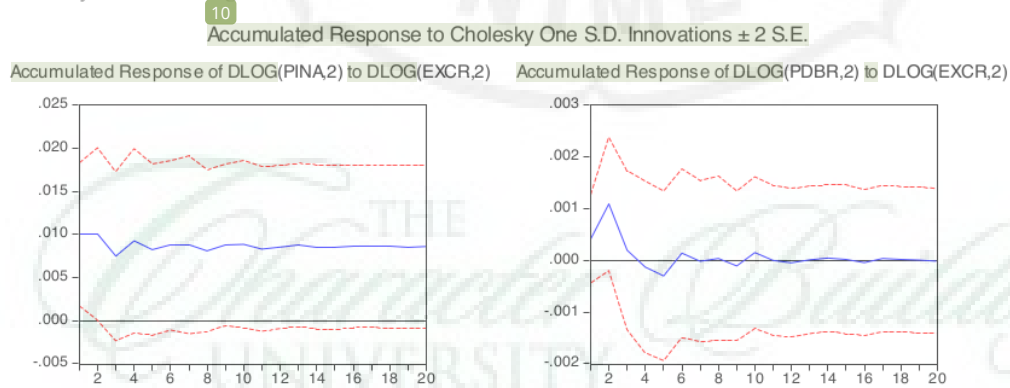 10
Accumulated Response to Cholesky One S.D. Innovations ± 2 S.E.
Accumulated Response of DLOG(PINA,2) to DLOG(EXCR,2)
.025
.020
.015
.010
.005
.000
-.005
2 4 6 8 10 12 14 16 18 20
Accumulated Response of DLOG(PDBR,2) to DLOG(EXCR,2)
.003
.002
.001
.000
-.001
-.002
2 4 6 8 10 12 14 16 18 20
THE
UNIVERSITY